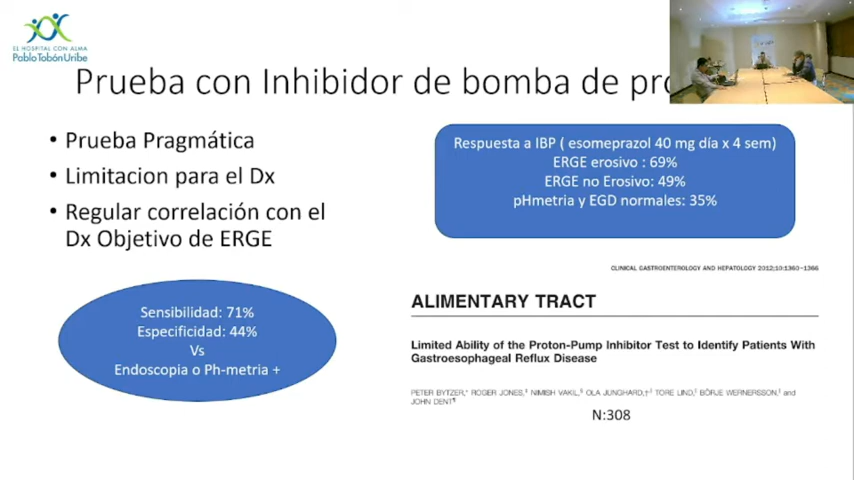 EL HOSPITAL CON ALMA
Pablo Tobón Uribe
Prueba con Inhibidor de bomba de pro
• Prueba Pragmática
• Limitacion para el Dx
• Regular correlación con el
Dx Objetivo de ERGE
Respuesta a IBP ( esomeprazol 40 mg día x 4 sem)
ERGE erosivo : 69%
ERGE no Erosivo: 49%
pHmetria y EGD normales: 35%
Sensibilidad: 71%
Especificidad: 44%
Vs
Endoscopia o Ph-metria +
CLINICAL GASTROENTEROLOGY AND HEPATOLOGY 2012;10:1360–1366
ALIMENTARY TRACT
Limited Ability of the Proton-Pump Inhibitor Test to Identify Patients With
Gastroesophageal Reflux Disease
PETER BYTZER,* ROGER JONES,‡ NIMISH VAKIL,§ OLA JUNGHARD, TORE LIND, BÖRJE WERNERSSON, and
JOHN DENT
N:308